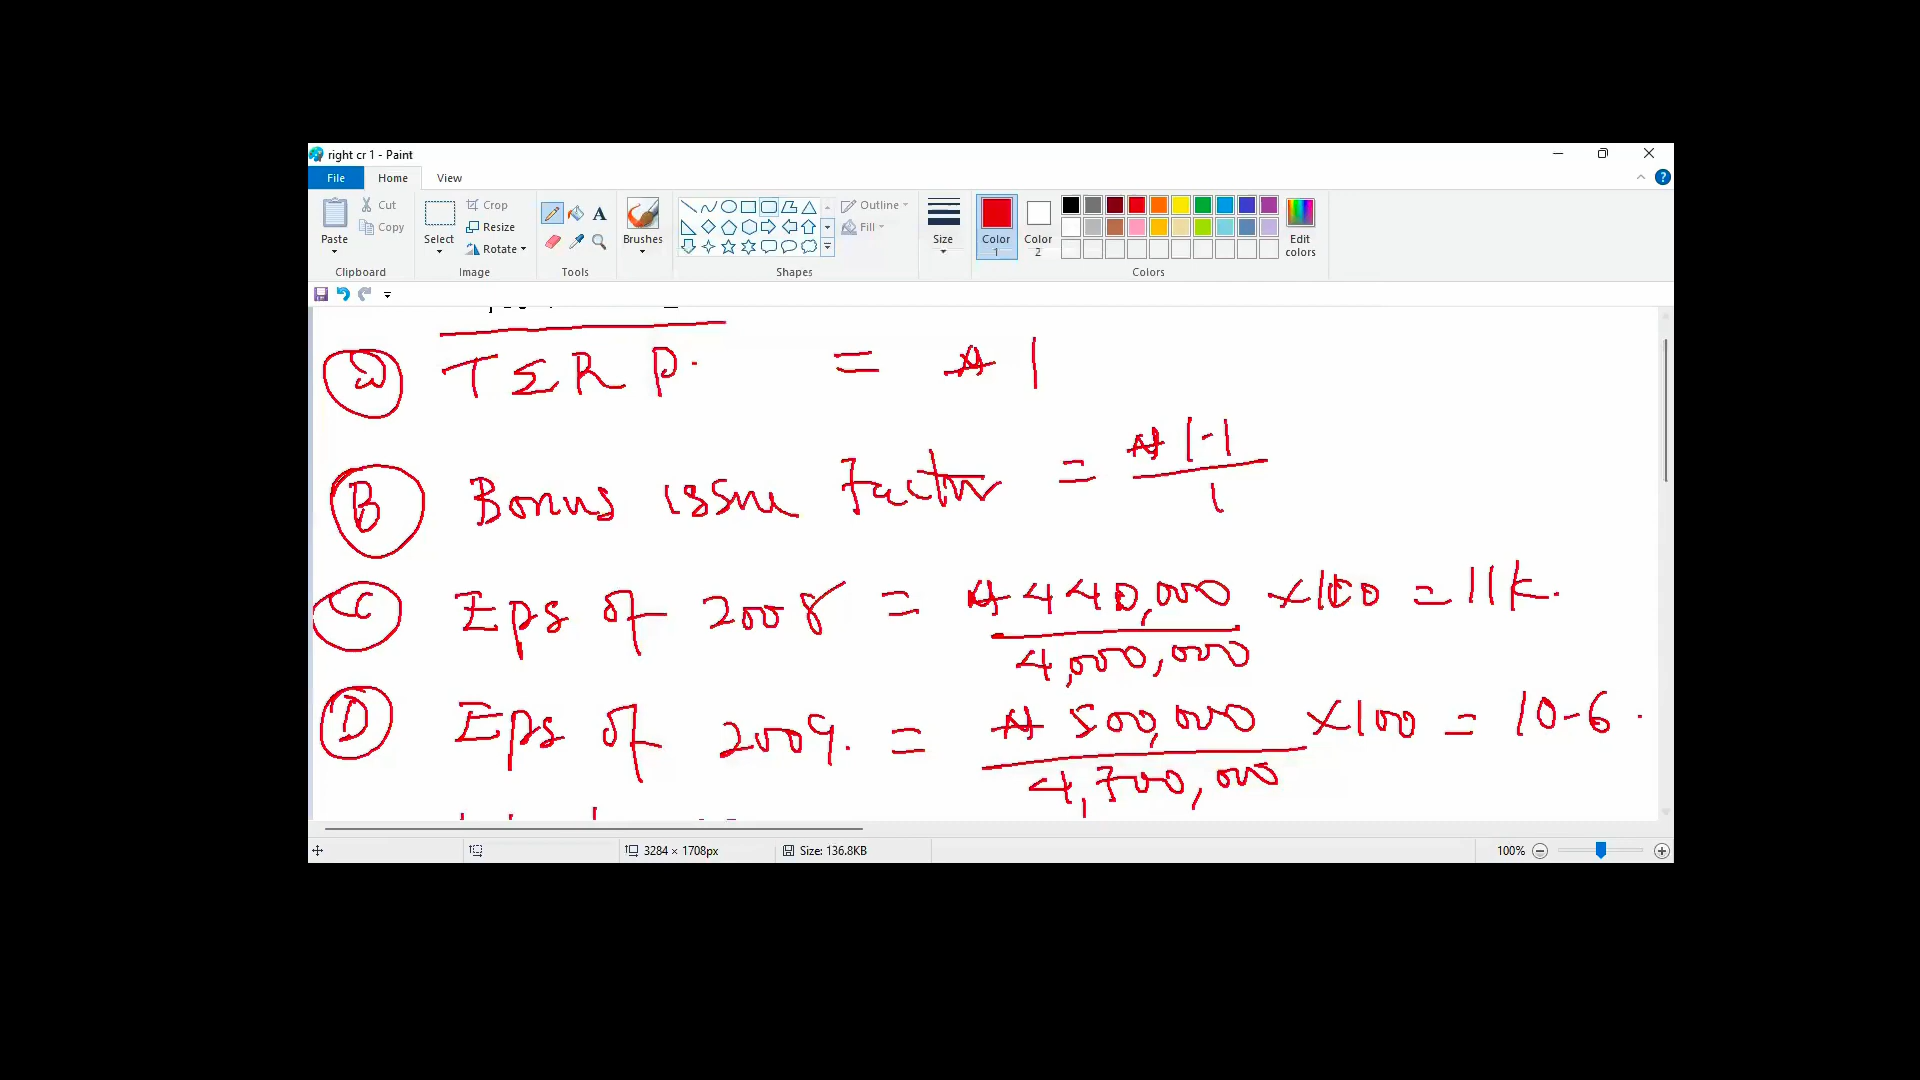 right cr 1 - Paint
File Home View
Paste
Cut
Copy
Clipboard
Select
Crop
Resize
Rotate
Image
Tools
Brushes
Shapes
Outline
Fill
Size
Color 1
Color 2
Edit colors
Colors
a TERP. = ₦ 1
B Bonus issue Factor = ₦ 1.1
1
C Eps of 2008 = ₦ 440,000 × 100 = 11k.
4,000,000
D Eps of 2009. = ₦ 500,000 × 100 = 10.6
4,700,000
3284 × 1708px
Size: 136.8KB
100%